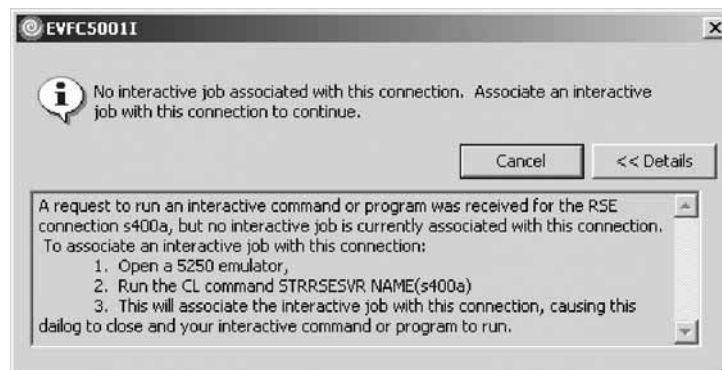 EVFC5001I
No interactive job associated with this connection. Associate an interactive
job with this connection to continue.
Cancel
<< Details
A request to run an interactive command or program was received for the RSE
connection s400a, but no interactive job is currently associated with this connection.
To associate an interactive job with this connection:
1. Open a 5250 emulator,
2. Run the CL command STRRSESVR NAME(s400a)
3. This will associate the interactive job with this connection, causing this
dailog to close and your interactive command or program to run.